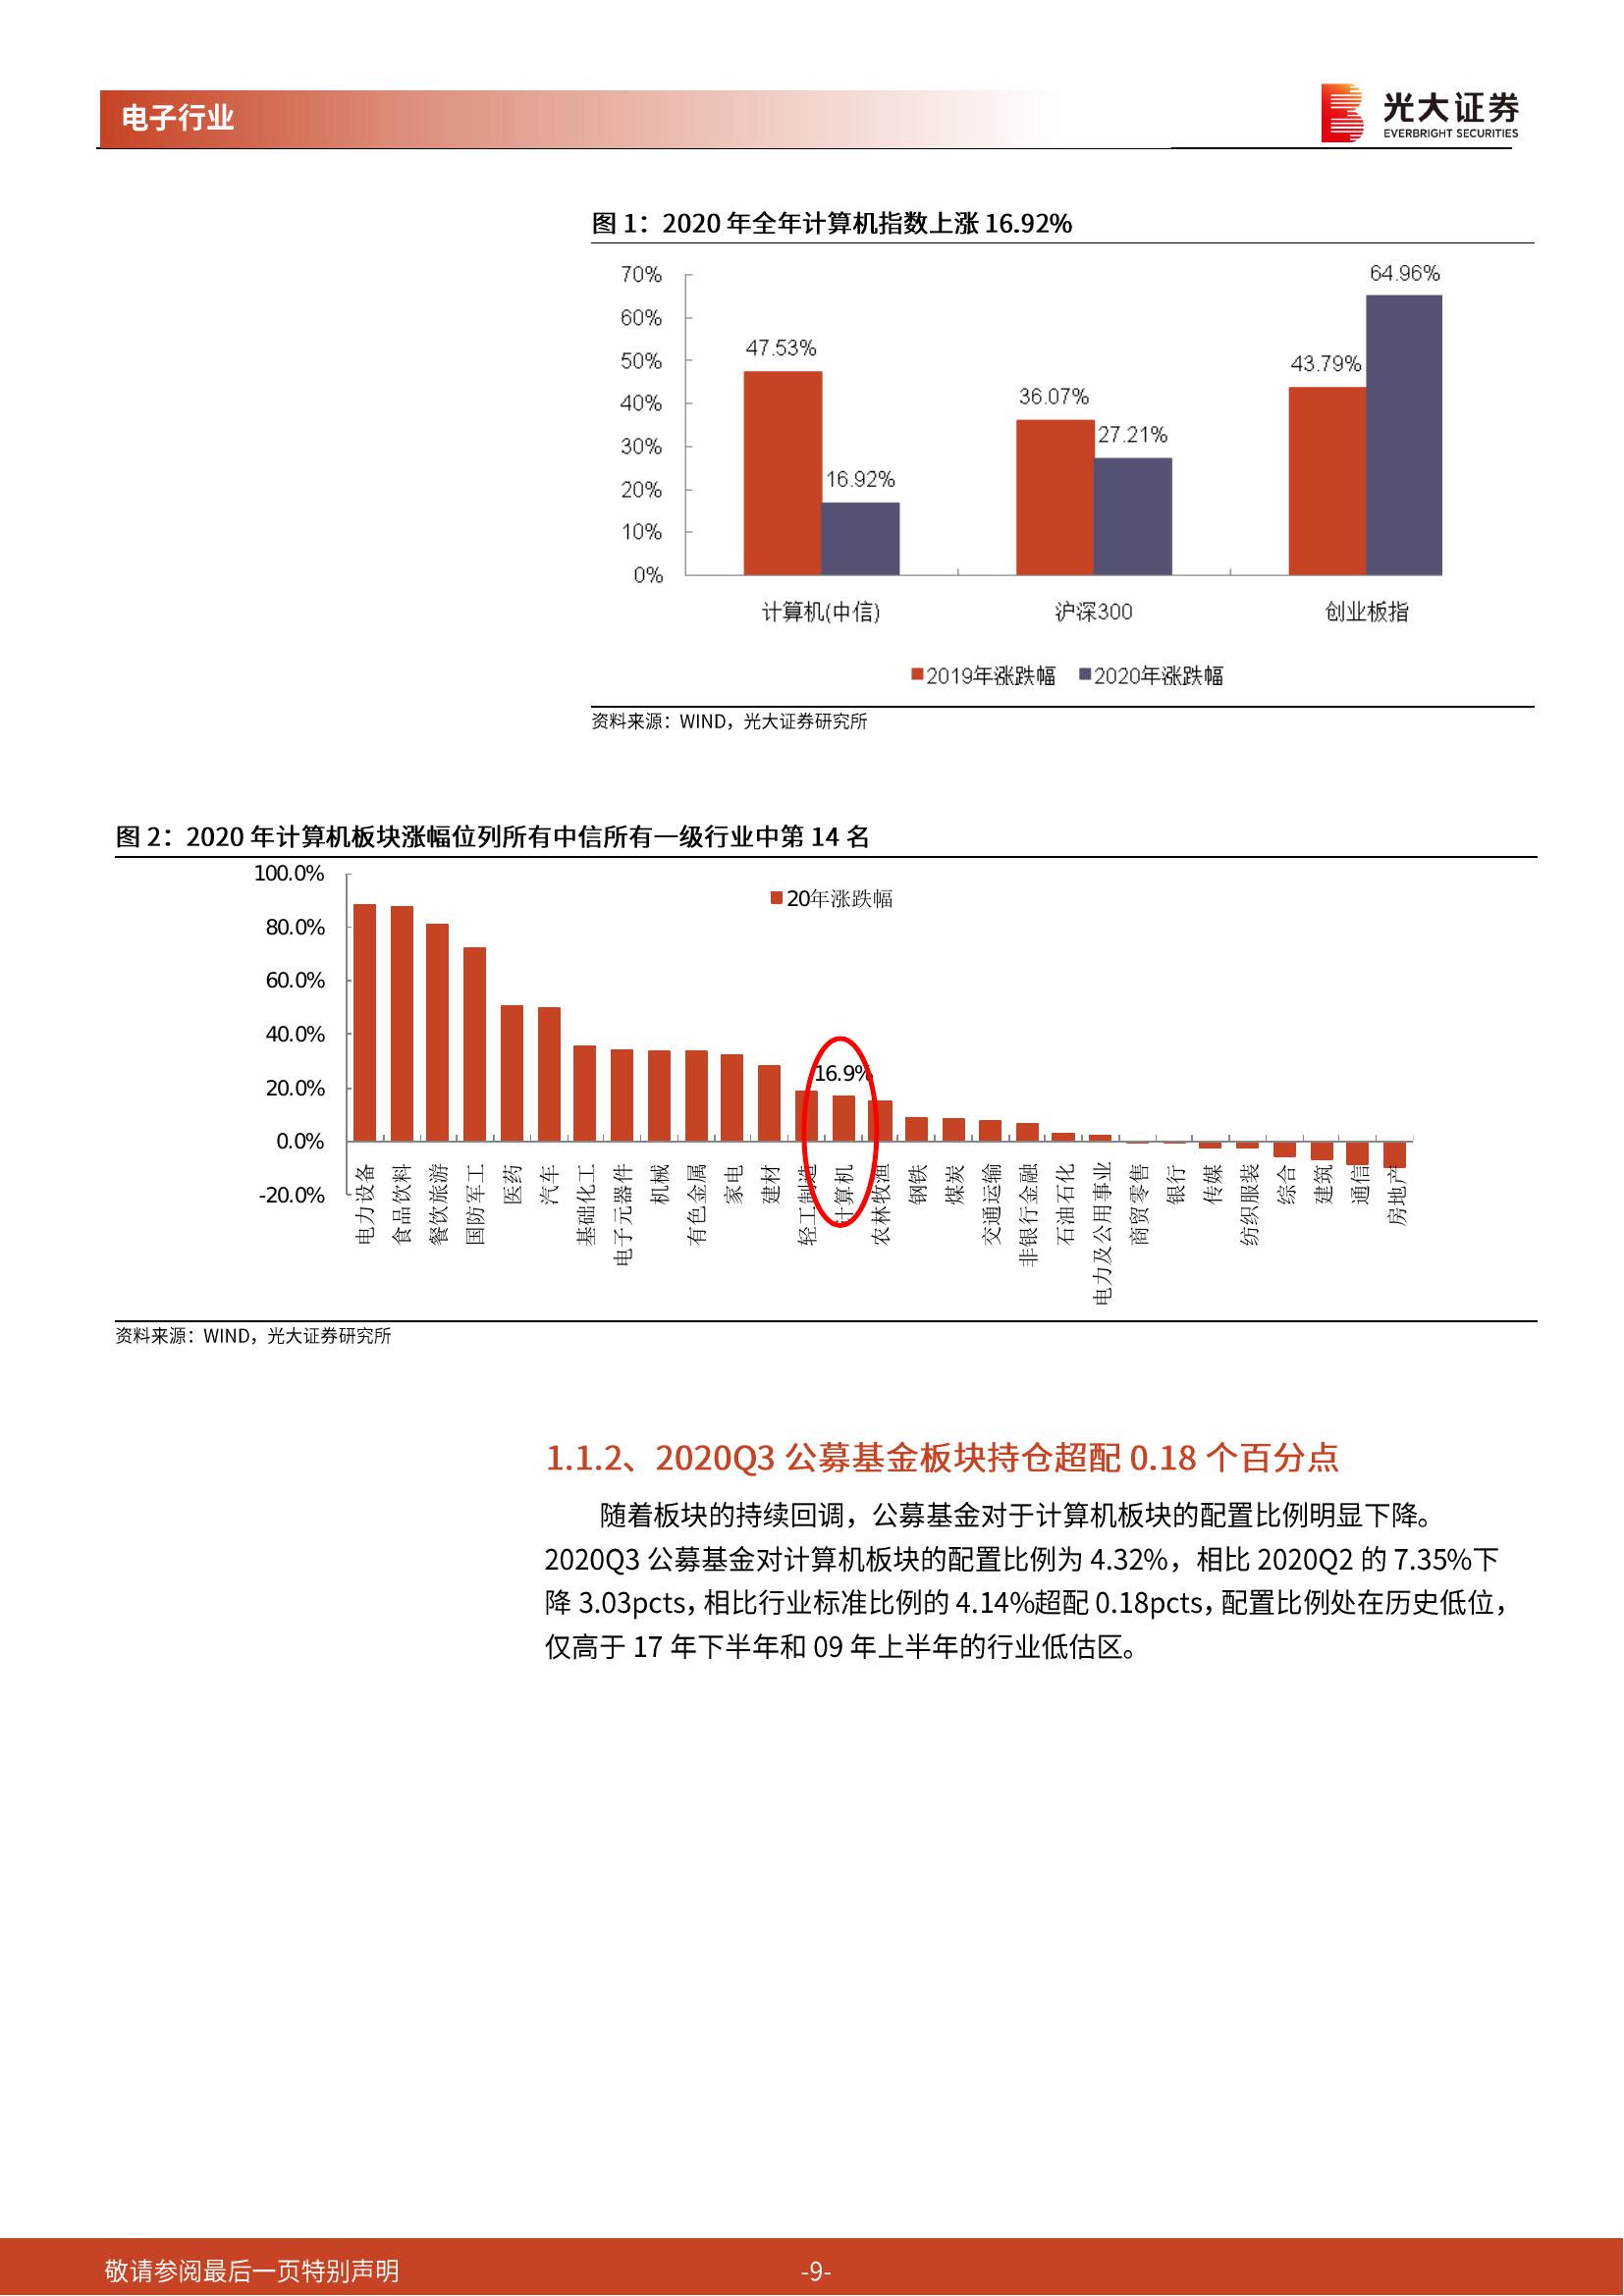 电子行业
光大证券
EVERBRIGHT SECURITIES
图 1：2020 年全年计算机指数上涨 16.92%
70%
60%
50%
40%
30%
20%
10%
0%
47.53%
16.92%
36.07%
27.21%
43.79%
64.96%
计算机(中信)
沪深300
创业板指
2019年涨跌幅 2020年涨跌幅
资料来源：WIND，光大证券研究所
图 2：2020 年计算机板块涨幅位列所有中信所有一级行业中第 14 名
100.0%
80.0%
60.0%
40.0%
20.0%
0.0%
-20.0%
20年涨跌幅
16.9%
电力设备
食品饮料
餐饮旅游
国防军工
医药
汽车
基础化工
电子元器件
机械
有色金属
家电
建材
轻工制造
计算机
农林牧渔
钢铁
煤炭
交通运输
非银行金融
石油石化
电力及公用事业
商贸零售
银行
传媒
纺织服装
综合
建筑
通信
房地产
资料来源：WIND，光大证券研究所
1.1.2、2020Q3 公募基金板块持仓超配 0.18 个百分点
随着板块的持续回调，公募基金对于计算机板块的配置比例明显下降。
2020Q3 公募基金对计算机板块的配置比例为 4.32%，相比 2020Q2 的 7.35%下
降 3.03pcts，相比行业标准比例的 4.14%超配 0.18pcts，配置比例处在历史低位，
仅高于 17 年下半年和 09 年上半年的行业低估区。
敬请参阅最后一页特别声明
-9-